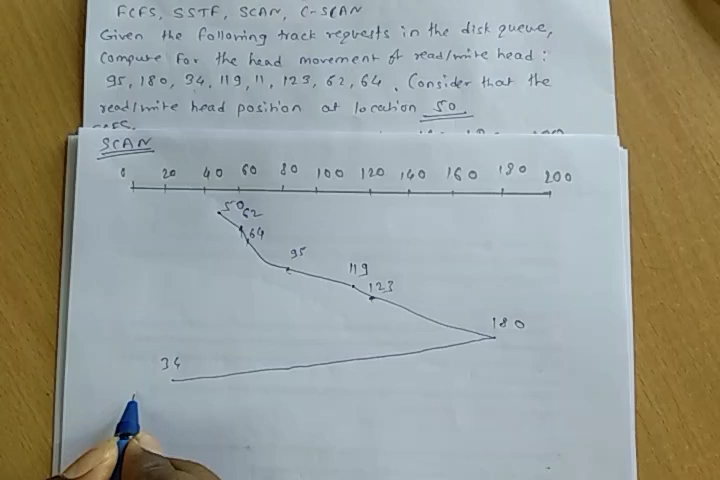 FCFS, SSTF, SCAN, C-SCAN
Given the following track requests in the disk queue,
Compute for the head movement of read/write head :
95, 180, 34, 119, 11, 123, 62, 64. Consider that the
read/write head position at location 50.
SCAN
0 20 40 60 80 100 120 140 160 180 200
50
62
64
95
119
123
180
34